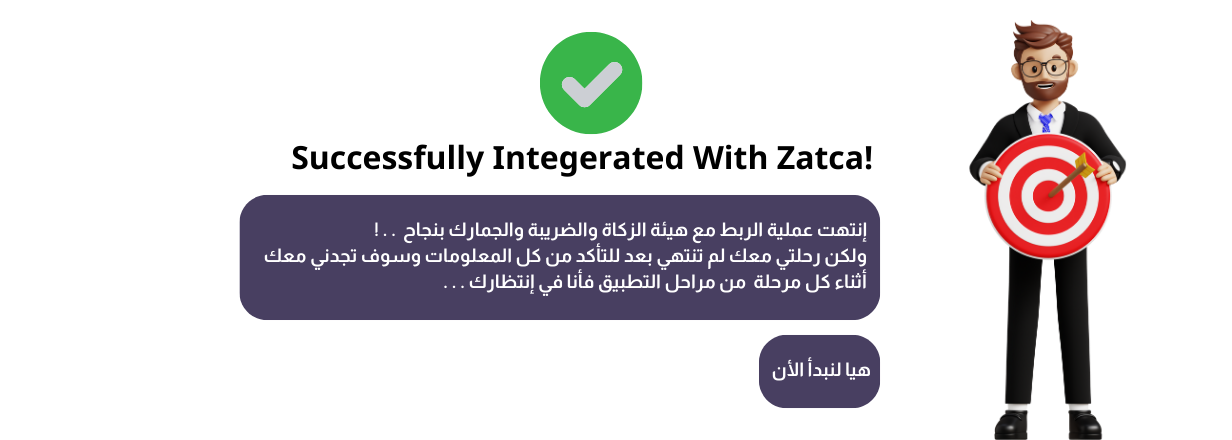 Successfully Integerated With Zatca!
إنتهت عملية الربط مع هيئة الزكاة والضريبة والجمارك بنجاح . . !
ولكن رحلتي معك لم تنتهي بعد للتأكد من كل المعلومات وسوف تجدني معك
أثناء كل مرحلة من مراحل التطبيق فأنا في إنتظارك . . .
هيا لنبدأ الأن